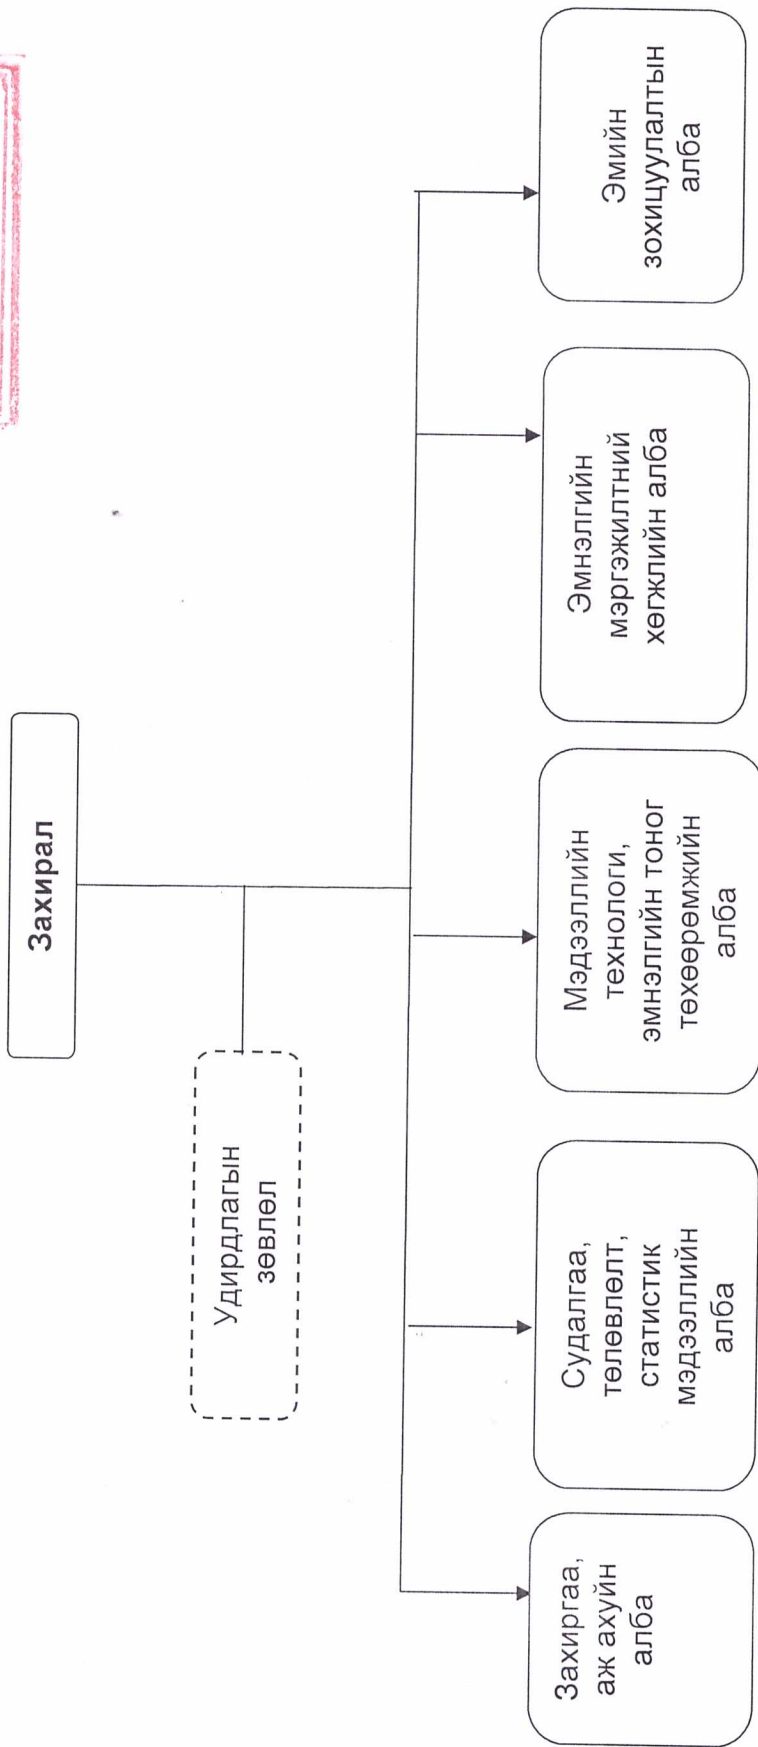 Захирал
Удирдлагын
зөвлөл
Захиргаа,
аж ахуйн
алба
Судалгаа,
төлөвлөлт,
статистик
мэдээллийн
алба
Мэдээллийн
технологи,
эмнэлгийн тоног
төхөөрөмжийн
алба
Эмнэлгийн
мэргэжилтний
хөгжлийн алба
Эмийн
зохицуулалтын
алба